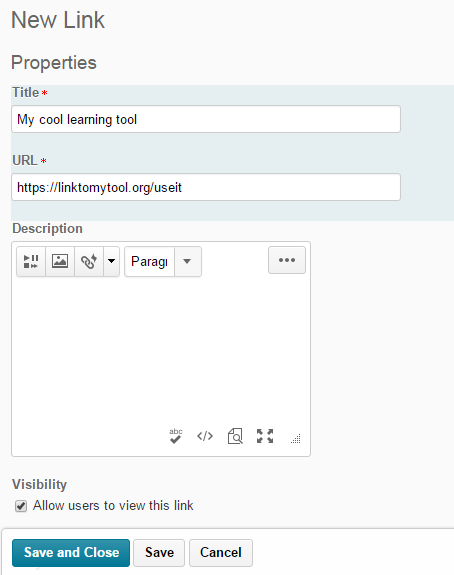 New Link
Properties
Title *
My cool learning tool
URL *
https://linktomytool.org/useit
Description
Paragı
abc
Visibility
Allow users to view this link
Save and Close Save Cancel